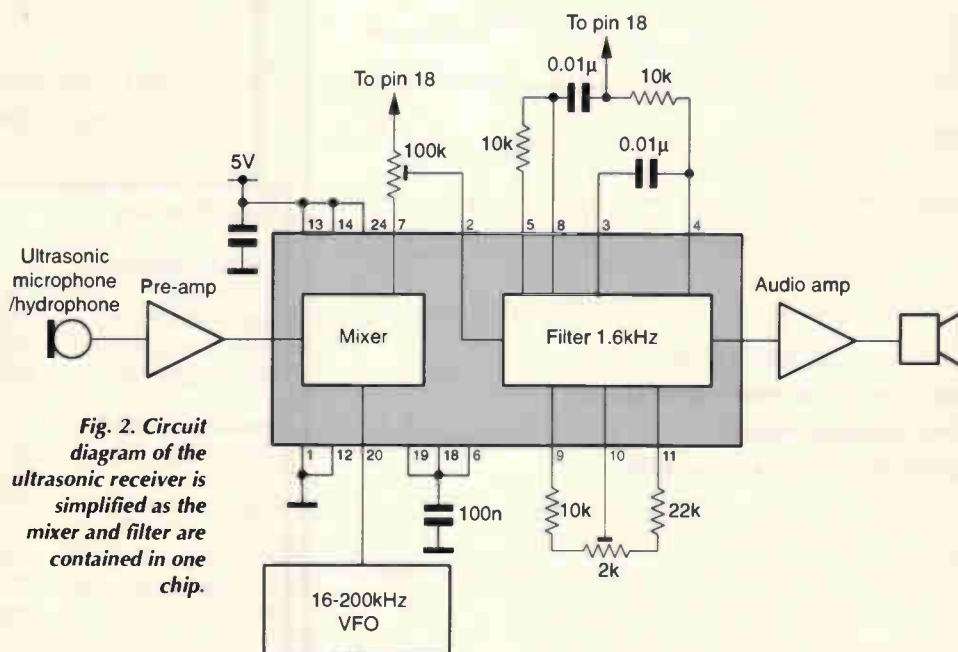 To pin 18
0.01µ
10k
To pin 18
100k
10k
0.01µ
5V
13 14 24 7 2 5 8 3 4
Ultrasonic
microphone
/hydrophone
Pre-amp
Mixer
Filter 1.6kHz
Audio amp
Fig. 2. Circuit
diagram of the
ultrasonic receiver is
simplified as the
mixer and filter are
contained in one
chip.
1 12 20 19 18 6 9 10 11
100n
10k
22k
2k
16-200kHz
VFO